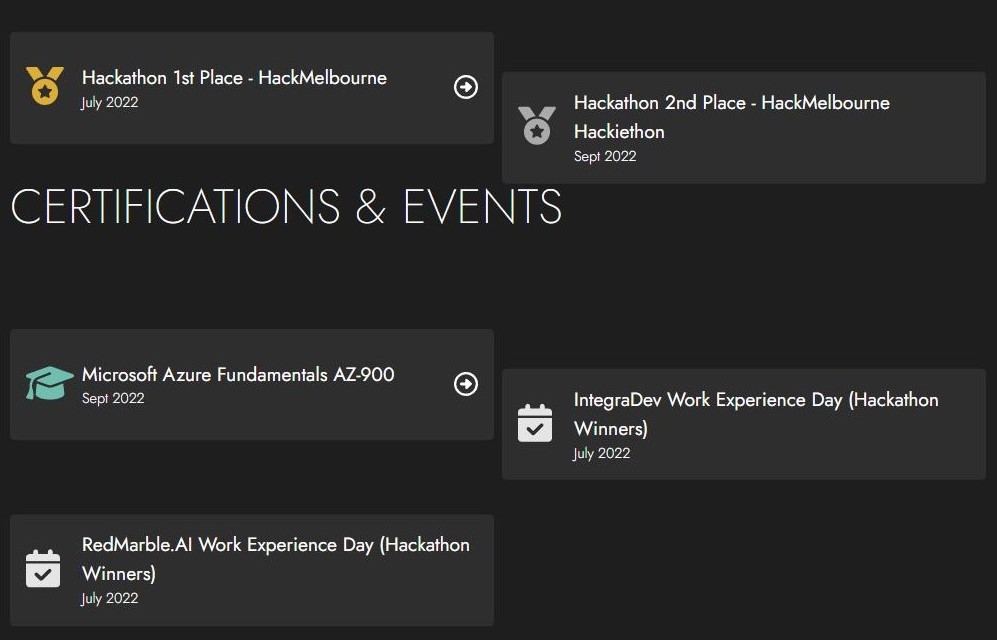 Hackathon 1st Place - HackMelbourne
July 2022
Hackathon 2nd Place - HackMelbourne
Hackiethon
Sept 2022
CERTIFICATIONS & EVENTS
Microsoft Azure Fundamentals AZ-900
Sept 2022
IntegraDev Work Experience Day (Hackathon
Winners)
July 2022
RedMarble.AI Work Experience Day (Hackathon
Winners)
July 2022